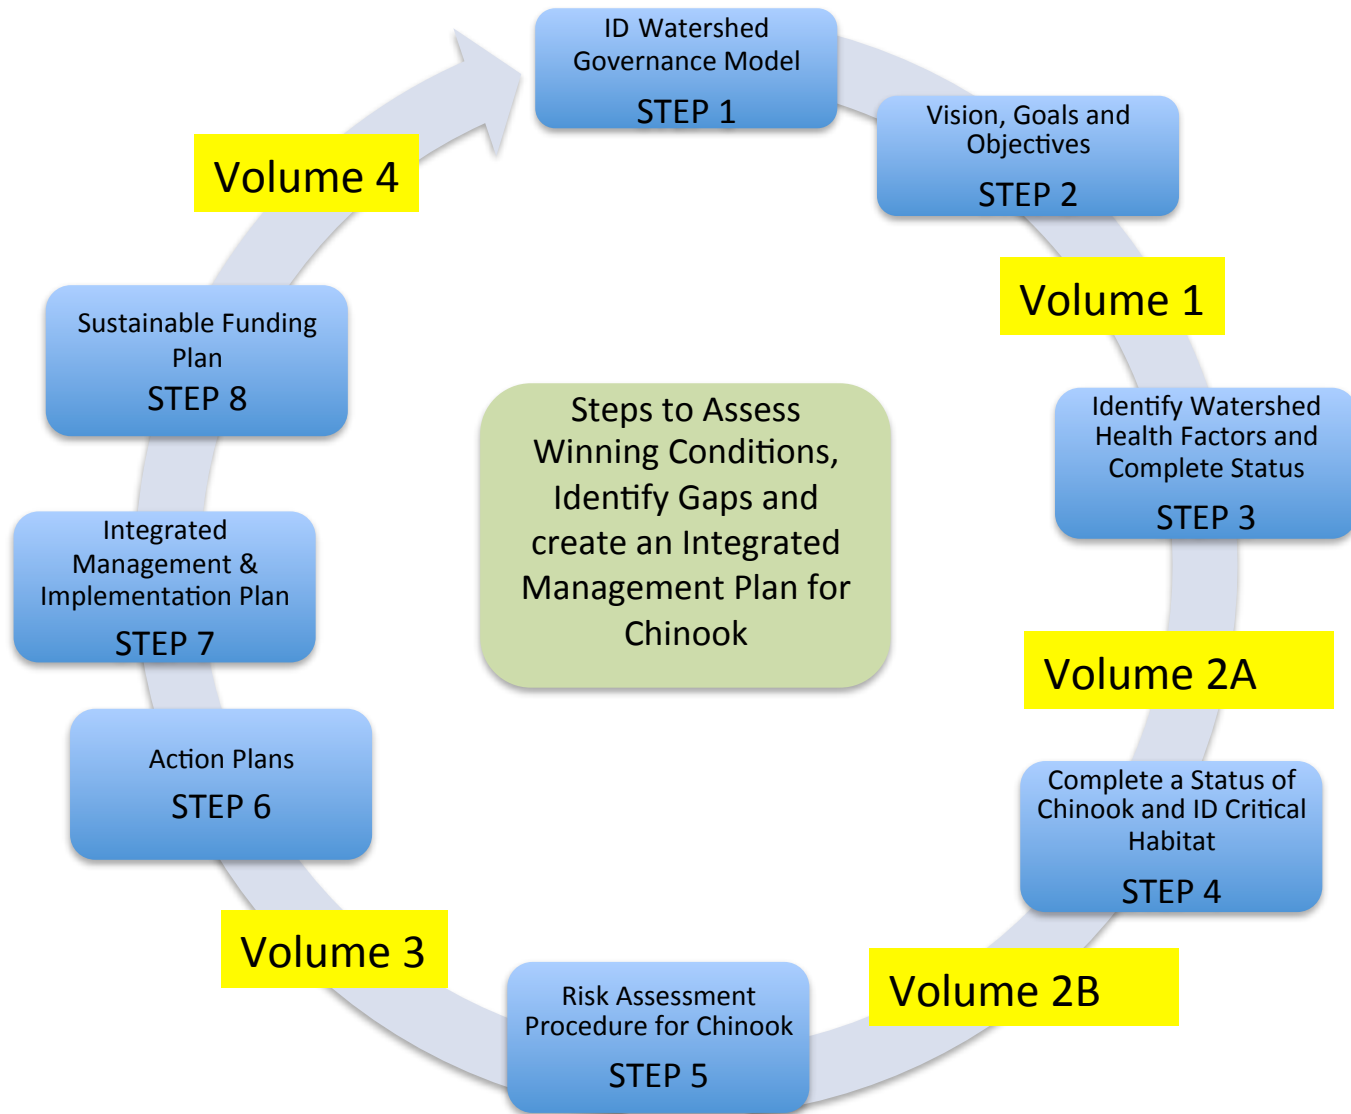 ID Watershed
Governance Model
STEP 1
Vision, Goals and
Objectives
STEP 2
Volume 1
Identify Watershed
Health Factors and
Complete Status
STEP 3
Volume 2A
Complete a Status of
Chinook and ID Critical
Habitat
STEP 4
Volume 2B
Risk Assessment
Procedure for Chinook
STEP 5
Volume 3
Action Plans
STEP 6
Integrated
Management &
Implementation Plan
STEP 7
Sustainable Funding
Plan
STEP 8
Volume 4
Steps to Assess
Winning Conditions,
Identify Gaps and
create an Integrated
Management Plan for
Chinook